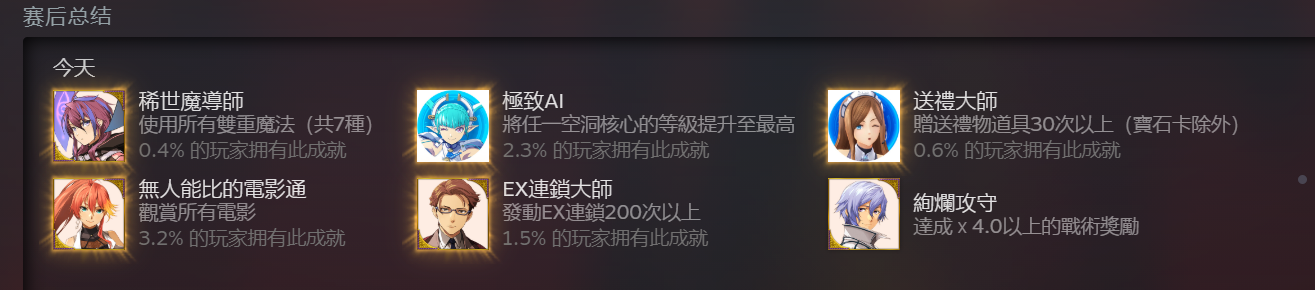 赛后总结
今天
稀世魔導師
使用所有雙重魔法（共7種）
0.4% 的玩家拥有此成就
極致AI
將任一空洞核心的等級提升至最高
2.3% 的玩家拥有此成就
送禮大師
贈送禮物道具30次以上（寶石卡除外）
0.6% 的玩家拥有此成就
無人能比的電影通
觀賞所有電影
3.2% 的玩家拥有此成就
EX連鎖大師
發動EX連鎖200次以上
1.5% 的玩家拥有此成就
絢爛攻守
達成 x 4.0以上的戰術獎勵